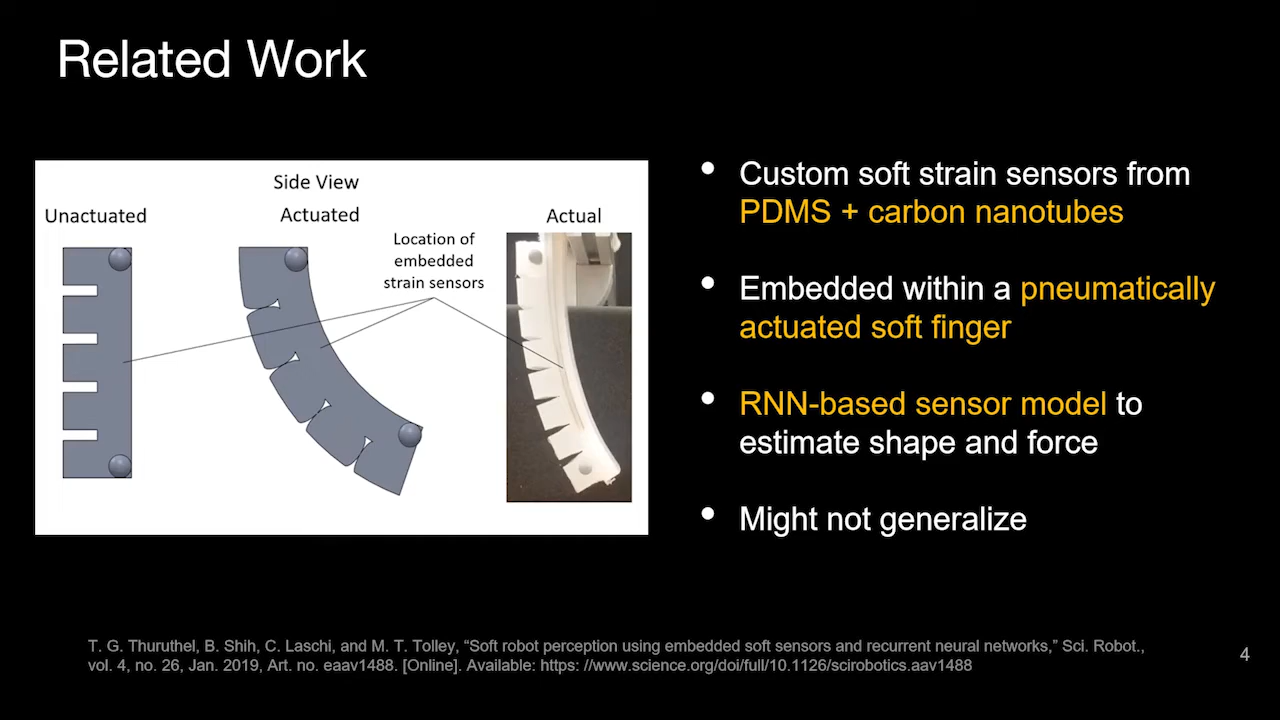 Related Work
Side View
Unactuated
Actuated
Actual
Location of
embedded
strain sensors
• Custom soft strain sensors from
PDMS + carbon nanotubes
• Embedded within a pneumatically
actuated soft finger
• RNN-based sensor model to
estimate shape and force
• Might not generalize
T. G. Thuruthel, B. Shih, C. Laschi, and M. T. Tolley, “Soft robot perception using embedded soft sensors and recurrent neural networks,” Sci. Robot.,
vol. 4, no. 26, Jan. 2019, Art. no. eaav1488. [Online]. Available: https: //www.science.org/doi/full/10.1126/scirobotics.aav1488
4